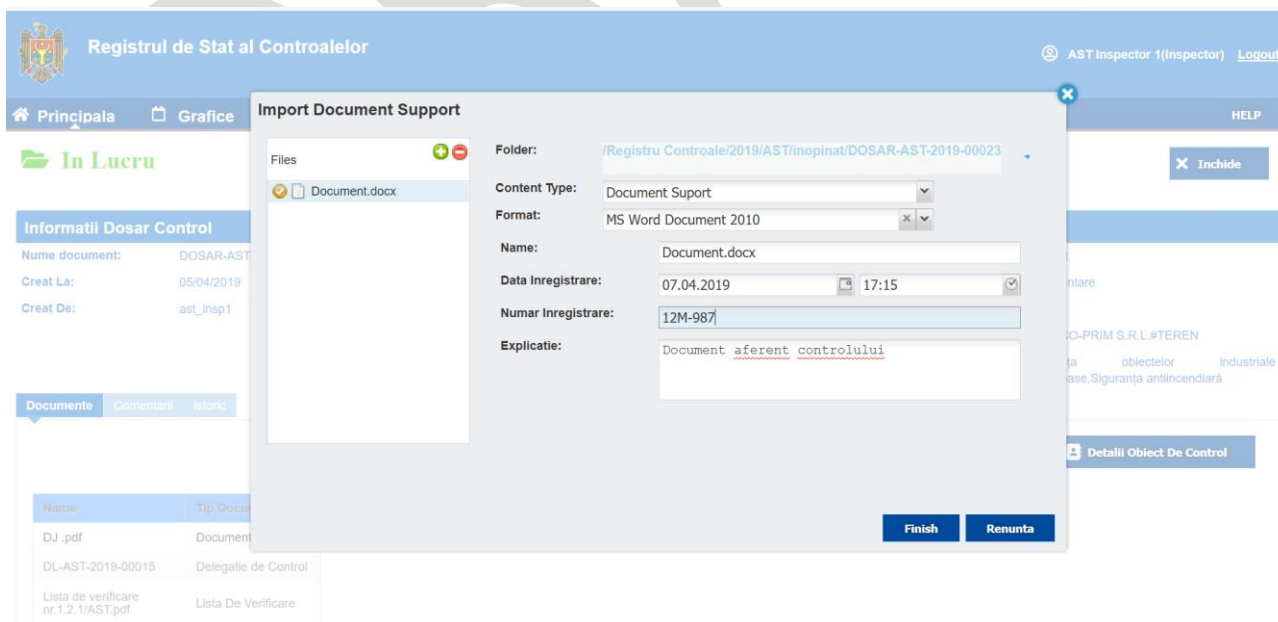 Registrul de Stat al Controalelor
AST Inspector 1(Inspector) Logout
Principala Grafice HELP
In Lucru
Inchide
Import Document Support
Files
Document.docx
Folder: /Registru Controale/2019/AST/inopinat/DOSAR-AST-2019-00023
Content Type: Document Suport
Format: MS Word Document 2010
Name: Document.docx
Data Inregistrare: 07.04.2019 17:15
Numar Inregistrare: 12M-987
Explicatie: Document aferent controlului
Finish Renunta
Informatii Dosar Control
Nume document: DOSAR-AST
Creat La: 05/04/2019
Creat De: ast_insp1
ntare
CO-PRIM S.R.L.#TEREN
ța obiectelor industriale
ase,Siguranța antiincendiară
Documente Comentarii Istoric
Detalii Obiect De Control
Name Tip Docu
DJ .pdf Document
DL-AST-2019-00015 Delegatie de Control
Lista de verificare
nr.1.2.1/AST.pdf Lista De Verificare